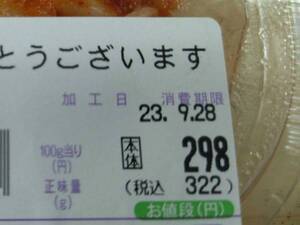 とうございます
加工日 消費期限
23. 9.28
100g当り
(円)
本体 298
正味量
(g)
(税込 322)
お値段(円)